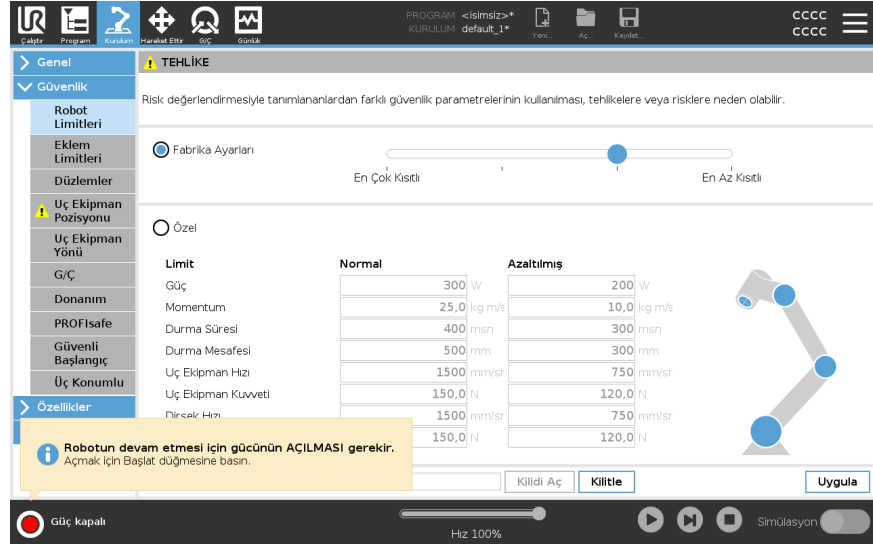 UR
Çalıştır
Program
Kurulum
Hareket Ettir
G/Ç
Günlük
PROGRAM <isimsiz>*
KURULUM default_1*
Yeni...
Aç...
Kaydet...
cccc
cccc
Genel
Güvenlik
Robot
Limitleri
Eklem
Limitleri
Düzlemler
Uç Ekipman
Pozisyonu
Uç Ekipman
Yönü
G/Ç
Donanım
PROFIsafe
Güvenli
Başlangıç
Üç Konumlu
Özellikler
TEHLİKE
Risk değerlendirmesiyle tanımlananlardan farklı güvenlik parametrelerinin kullanılması, tehlikelere veya risklere neden olabilir.
Fabrika Ayarları
En Çok Kısıtlı
En Az Kısıtlı
Özel
Limit Normal Azaltılmış
Güç 300 W 200 W
Momentum 25,0 kg m/s 10,0 kg m/s
Durma Süresi 400 msn 300 msn
Durma Mesafesi 500 mm 300 mm
Uç Ekipman Hızı 1500 mm/sn 750 mm/sn
Uç Ekipman Kuvveti 150,0 N 120,0 N
Dirsek Hızı 1500 mm/sn 750 mm/sn
150,0 N 120,0 N
Robotun devam etmesi için gücünün AÇILMASI gerekir.
Açmak için Başlat düğmesine basın.
Kilidi Aç
Kilitle
Uygula
Güç kapalı
Hız 100%
Simülasyon